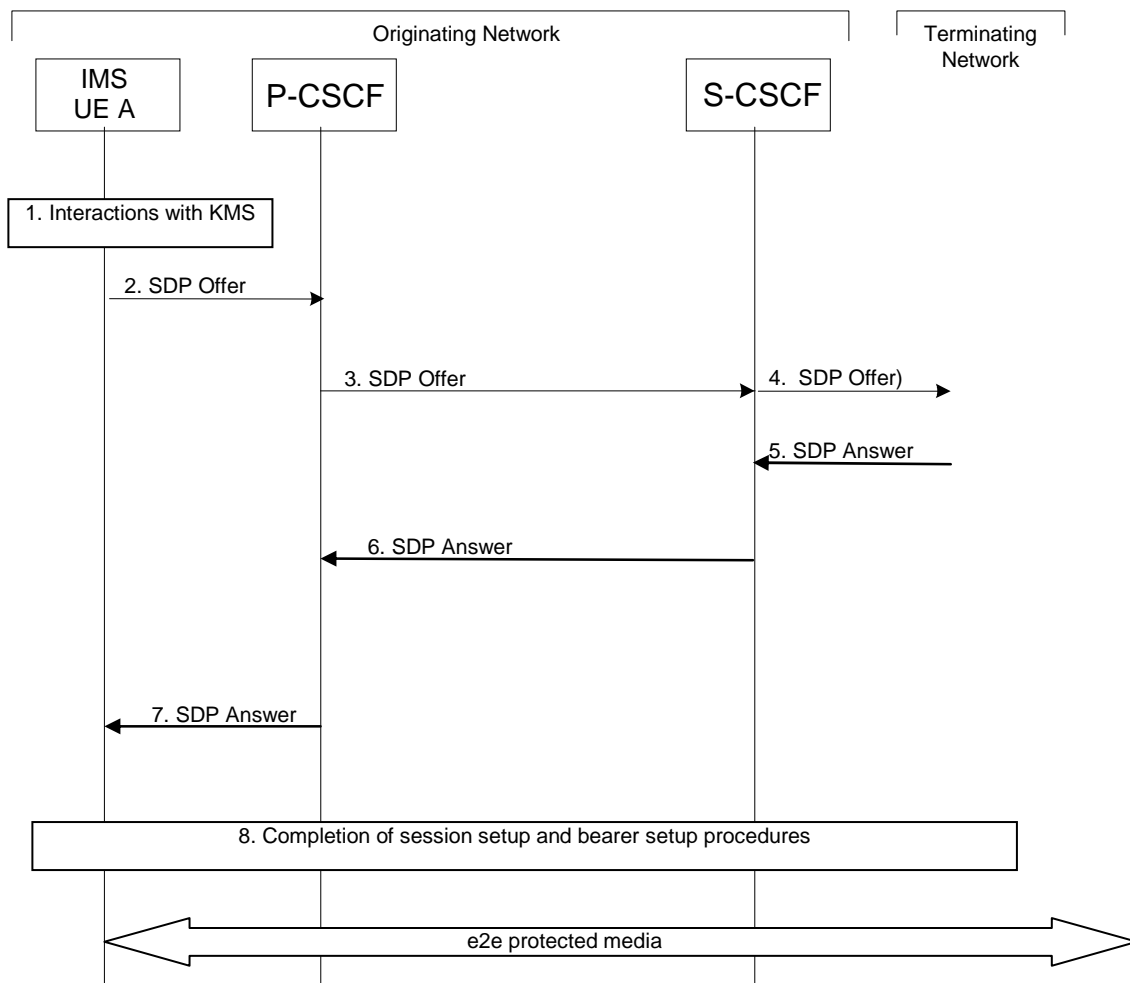 Originating Network
Terminating
Network
IMS
UE A
P-CSCF
S-CSCF
1. Interactions with KMS
2. SDP Offer
3. SDP Offer
4. SDP Offer)
5. SDP Answer
6. SDP Answer
7. SDP Answer
8. Completion of session setup and bearer setup procedures
e2e protected media